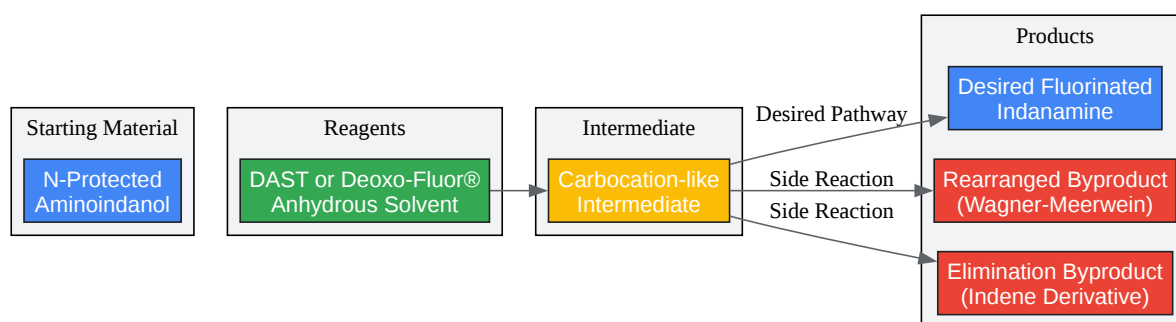 Starting Material
N-Protected
Aminoindanol
Reagents
DAST or Deoxo-Fluor®
Anhydrous Solvent
Intermediate
Carbocation-like
Intermediate
Desired Pathway
Side Reaction
Side Reaction
Products
Desired Fluorinated
Indanamine
Rearranged Byproduct
(Wagner-Meerwein)
Elimination Byproduct
(Indene Derivative)